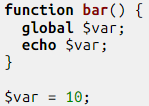 function bar() {
  global $var;
  echo $var;
}

$var = 10;